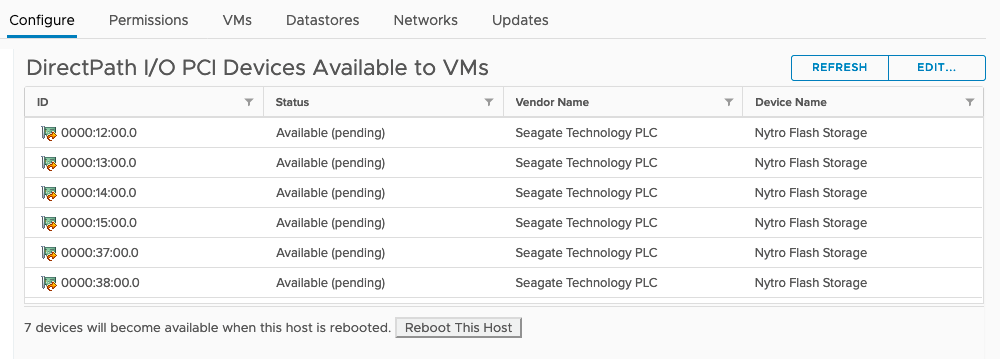 Configure Permissions VMs Datastores Networks Updates
DirectPath I/O PCI Devices Available to VMs REFRESH EDIT...
ID Status Vendor Name Device Name
0000:12:00.0 Available (pending) Seagate Technology PLC Nytro Flash Storage
0000:13:00.0 Available (pending) Seagate Technology PLC Nytro Flash Storage
0000:14:00.0 Available (pending) Seagate Technology PLC Nytro Flash Storage
0000:15:00.0 Available (pending) Seagate Technology PLC Nytro Flash Storage
0000:37:00.0 Available (pending) Seagate Technology PLC Nytro Flash Storage
0000:38:00.0 Available (pending) Seagate Technology PLC Nytro Flash Storage
7 devices will become available when this host is rebooted. Reboot This Host